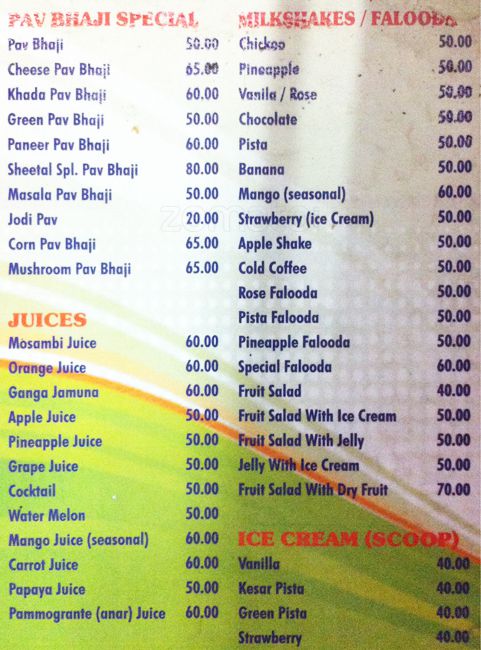 PAV BHAJI SPECIAL
Pav Bhaji 50.00
Cheese Pav Bhaji 65.00
Khada Pav Bhaji 60.00
Green Pav Bhaji 50.00
Paneer Pav Bhaji 60.00
Sheetal Spl. Pav Bhaji 80.00
Masala Pav Bhaji 50.00
Jodi Pav 20.00
Corn Pav Bhaji 65.00
Mushroom Pav Bhaji 65.00
JUICES
Mosambi Juice 60.00
Orange Juice 60.00
Ganga Jamuna 60.00
Apple Juice 50.00
Pineapple Juice 50.00
Grape Juice 50.00
Cocktail 50.00
Water Melon 50.00
Mango Juice (seasonal) 60.00
Carrot Juice 60.00
Papaya Juice 50.00
Pammogrante (anar) Juice 60.00
MILKSHAKES / FALOODA
Chickoo 50.00
Pineapple 50.00
Vanila / Rose 50.00
Chocolate 50.00
Pista 50.00
Banana 50.00
Mango (seasonal) 60.00
Strawberry (ice Cream) 50.00
Apple Shake 50.00
Cold Coffee 50.00
Rose Falooda 50.00
Pista Falooda 50.00
Pineapple Falooda 50.00
Special Falooda 60.00
Fruit Salad 40.00
Fruit Salad With Ice Cream 50.00
Fruit Salad With Jelly 50.00
Jelly With Ice Cream 50.00
Fruit Salad With Dry Fruit 70.00
ICE CREAM (SCOOP)
Vanilla 40.00
Kesar Pista 40.00
Green Pista 40.00
Strawberry 40.00